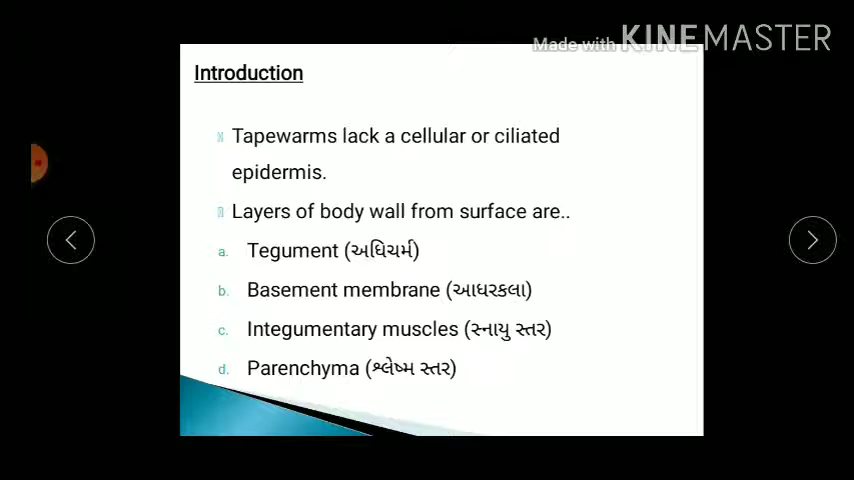 Made with KINEMASTER
Introduction
Tapewarms lack a cellular or ciliated
epidermis.
Layers of body wall from surface are..
a. Tegument (અધિચર્મ)
b. Basement membrane (આધરકલા)
c. Integumentary muscles (સ્નાયુ સ્તર)
d. Parenchyma (શ્લેષ્મ સ્તર)